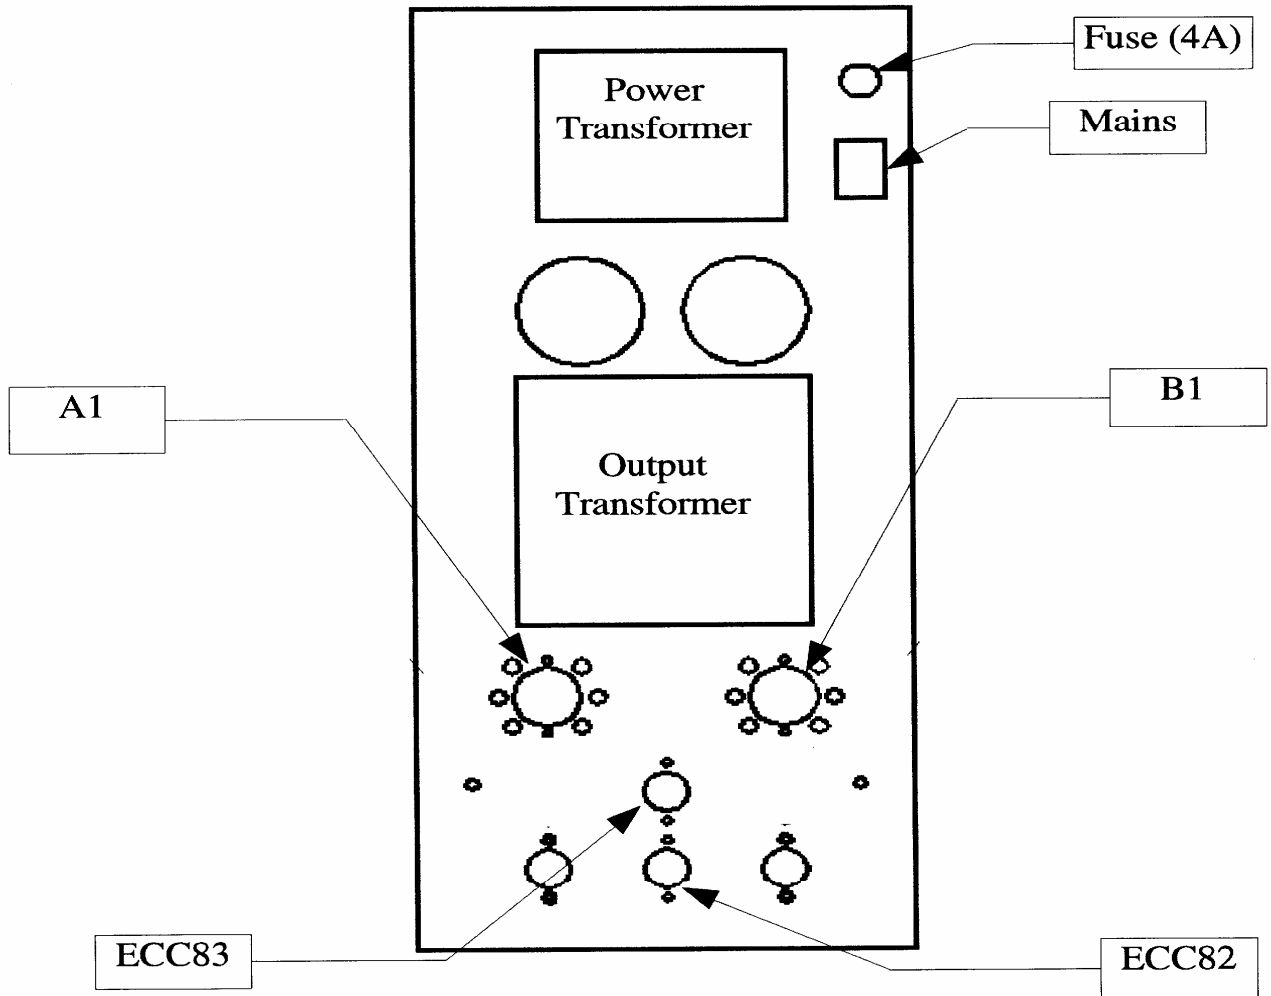 Fuse (4A)
Power
Transformer
Mains
A1
B1
Output
Transformer
ECC83
ECC82